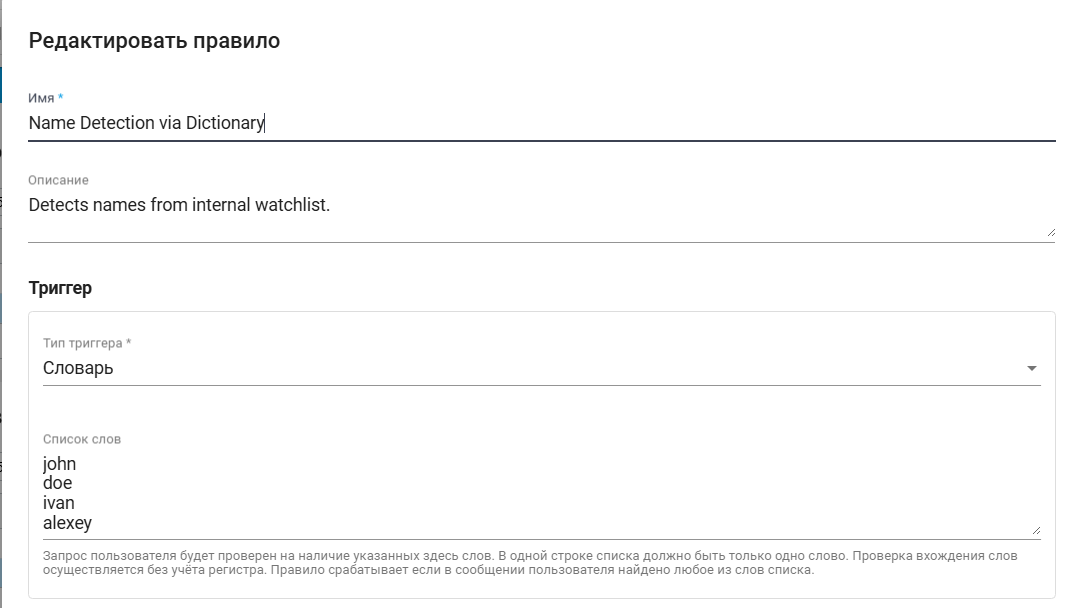 Редактировать правило
Имя *
Name Detection via Dictionary
Описание
Detects names from internal watchlist.
Триггер
Тип триггера *
Словарь
Список слов
john
doe
ivan
alexey
Запрос пользователя будет проверен на наличие указанных здесь слов. В одной строке списка должно быть только одно слово. Проверка вхождения слов
осуществляется без учёта регистра. Правило срабатывает если в сообщении пользователя найдено любое из слов списка.